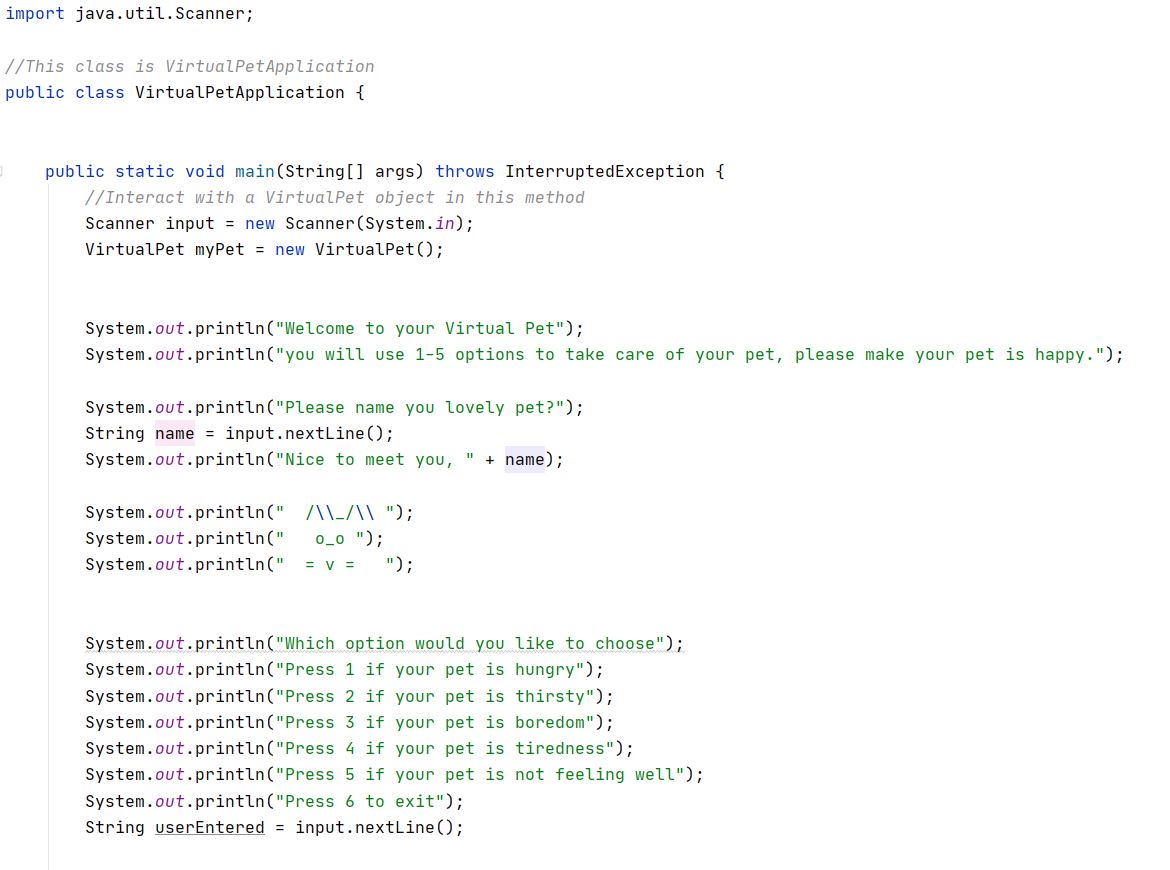 import java.util.Scanner;
//This class is VirtualPetApplication
public class VirtualPetApplication {
public static void main(String[] args) throws InterruptedException {
//Interact with a VirtualPet object in this method
Scanner input = new Scanner(System.in);
VirtualPet myPet = new VirtualPet();
System.out.println("Welcome to your Virtual Pet");
System.out.println("you will use 1-5 options to take care of your pet, please make your pet is happy.");
System.out.println("Please name you lovely pet?");
String name = input.nextLine();
System.out.println("Nice to meet you, " + name);
System.out.println("  /\\_/\\ ");
System.out.println("   o_o ");
System.out.println("  = v =   ");
System.out.println("Which option would you like to choose");
System.out.println("Press 1 if your pet is hungry");
System.out.println("Press 2 if your pet is thirsty");
System.out.println("Press 3 if your pet is boredom");
System.out.println("Press 4 if your pet is tiredness");
System.out.println("Press 5 if your pet is not feeling well");
System.out.println("Press 6 to exit");
String userEntered = input.nextLine();